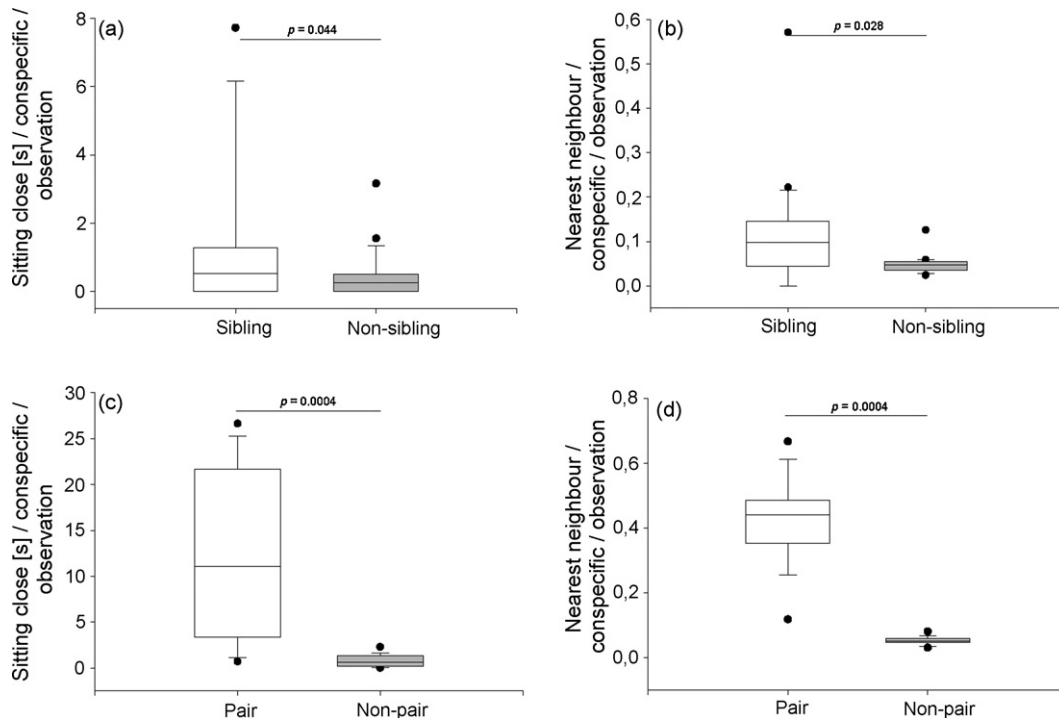 (a)
Sitting close [s] / conspecific /
observation
8
6
4
2
0
p = 0.044
Sibling Non-sibling
(b)
Nearest neighbour /
conspecific / observation
0,6
0,5
0,4
0,3
0,2
0,1
0,0
p = 0.028
Sibling Non-sibling
(c)
Sitting close [s] / conspecific /
observation
30
25
20
15
10
5
0
p = 0.0004
Pair Non-pair
(d)
Nearest neighbour /
conspecific / observation
0,8
0,6
0,4
0,2
0,0
p = 0.0004
Pair Non-pair